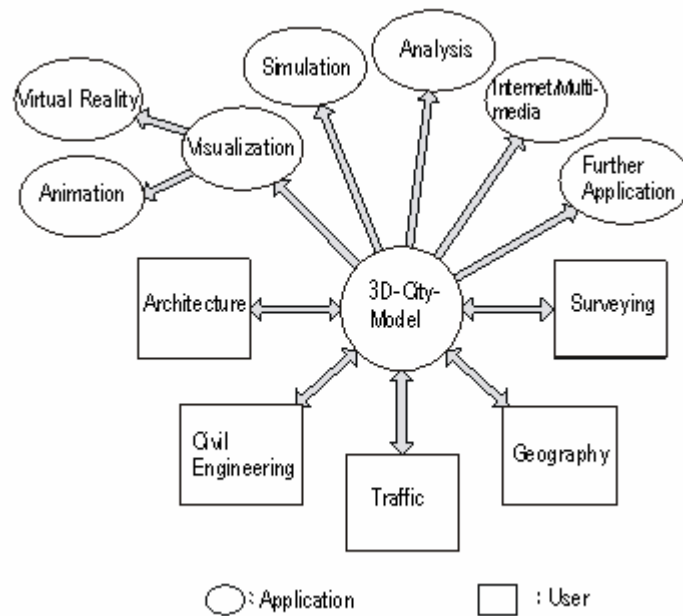 Analysis
Simulation
Internet/Multi-
media
Virtual Reality
Visualization
Further
Application
Animation
3D-City-
Model
Architecture
Surveying
Civil
Engineering
Geography
Traffic
: Application
: User